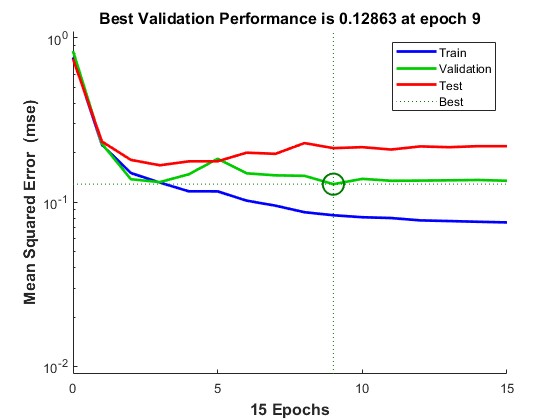 Best Validation Performance is 0.12863 at epoch 9
10^0
10^-1
10^-2
Mean Squared Error (mse)
Train
Validation
Test
Best
0 5 10 15
15 Epochs